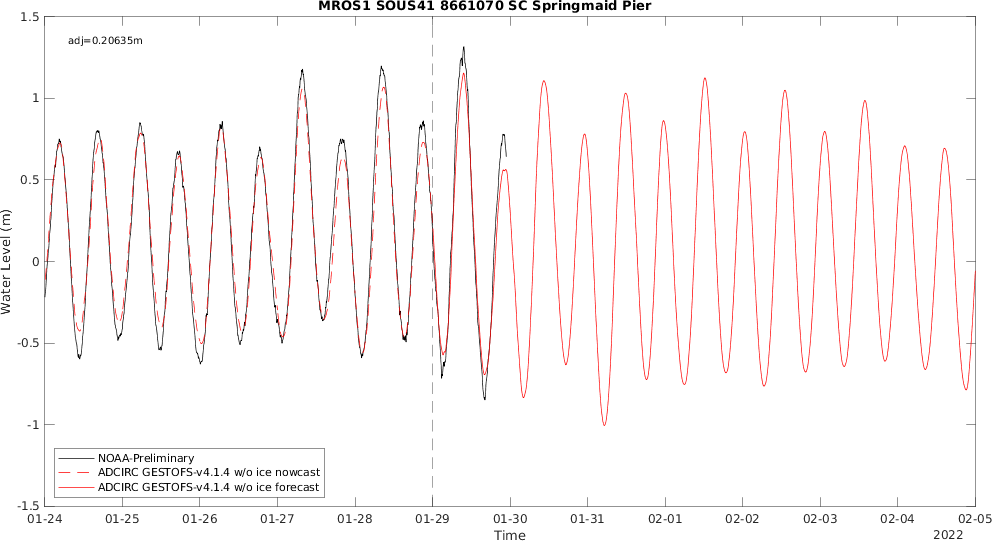 MROS1 SOUS41 8661070 SC Springmaid Pier
adj=0.20635m
1.5
1
0.5
0
-0.5
-1
-1.5
Water Level (m)
NOAA-Preliminary
ADCIRC GESTOFS-v4.1.4 w/o ice nowcast
ADCIRC GESTOFS-v4.1.4 w/o ice forecast
01-24 01-25 01-26 01-27 01-28 01-29 01-30 01-31 02-01 02-02 02-03 02-04 02-05
Time
2022